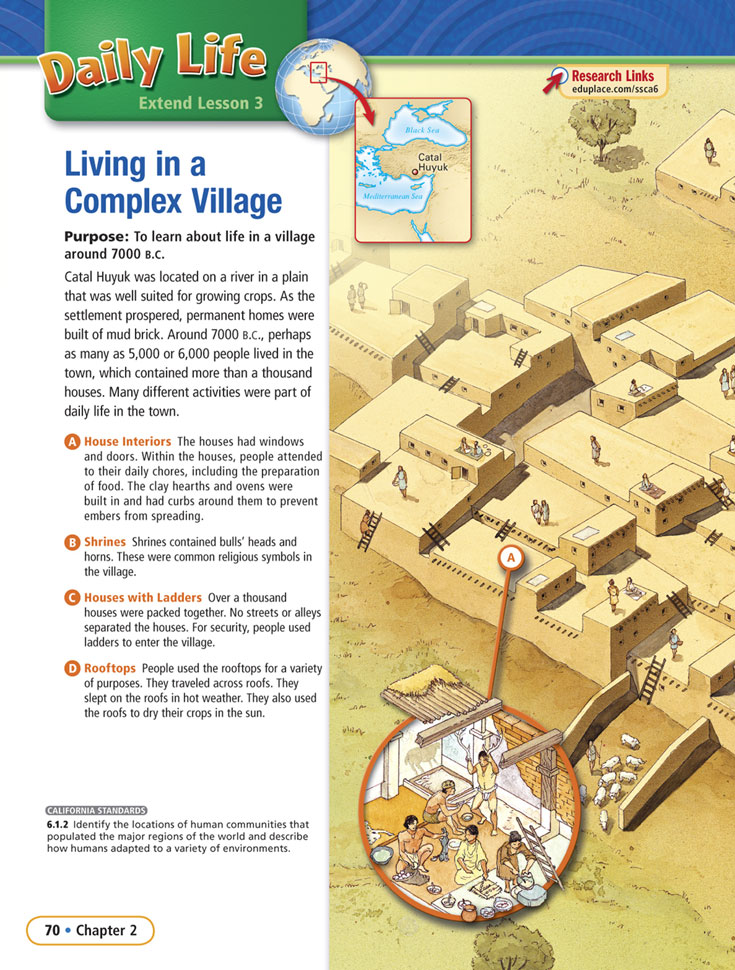 Daily Life
Extend Lesson 3
Research Links
eduplace.com/ssca6
Black Sea
Catal
Huyuk
Mediterranean Sea
Living in a
Complex Village
Purpose: To learn about life in a village
around 7000 B.C.
Catal Huyuk was located on a river in a plain
that was well suited for growing crops. As the
settlement prospered, permanent homes were
built of mud brick. Around 7000 B.C., perhaps
as many as 5,000 or 6,000 people lived in the
town, which contained more than a thousand
houses. Many different activities were part of
daily life in the town.
A House Interiors The houses had windows
and doors. Within the houses, people attended
to their daily chores, including the preparation
of food. The clay hearths and ovens were
built in and had curbs around them to prevent
embers from spreading.
B Shrines Shrines contained bulls’ heads and
horns. These were common religious symbols in
the village.
C Houses with Ladders Over a thousand
houses were packed together. No streets or alleys
separated the houses. For security, people used
ladders to enter the village.
D Rooftops People used the rooftops for a variety
of purposes. They traveled across roofs. They
slept on the roofs in hot weather. They also used
the roofs to dry their crops in the sun.
A
CALIFORNIA STANDARDS
6.1.2 Identify the locations of human communities that
populated the major regions of the world and describe
how humans adapted to a variety of environments.
70 • Chapter 2